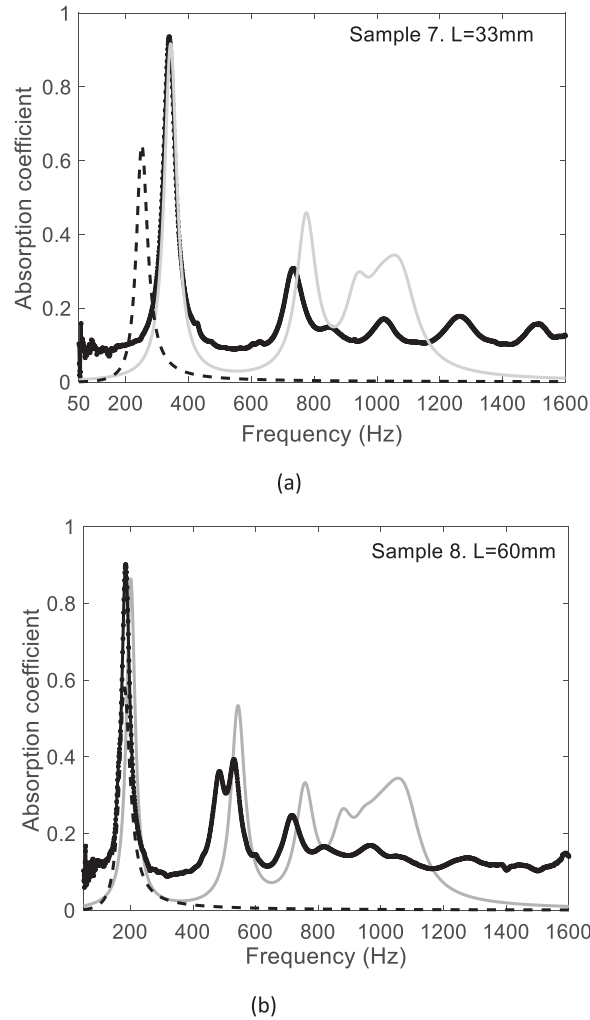 1
Sample 7. L=33mm
0.8
0.6
0.4
0.2
0
Absorption coefficient
50 200 400 600 800 1000 1200 1400 1600
Frequency (Hz)
(a)
1
Sample 8. L=60mm
0.8
0.6
0.4
0.2
0
Absorption coefficient
200 400 600 800 1000 1200 1400 1600
Frequency (Hz)
(b)